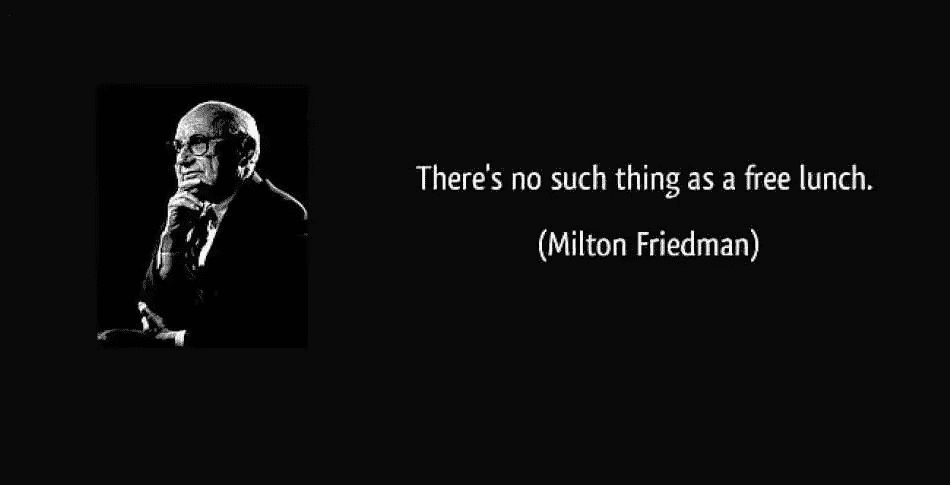 There's no such thing as a free lunch.
(Milton Friedman)